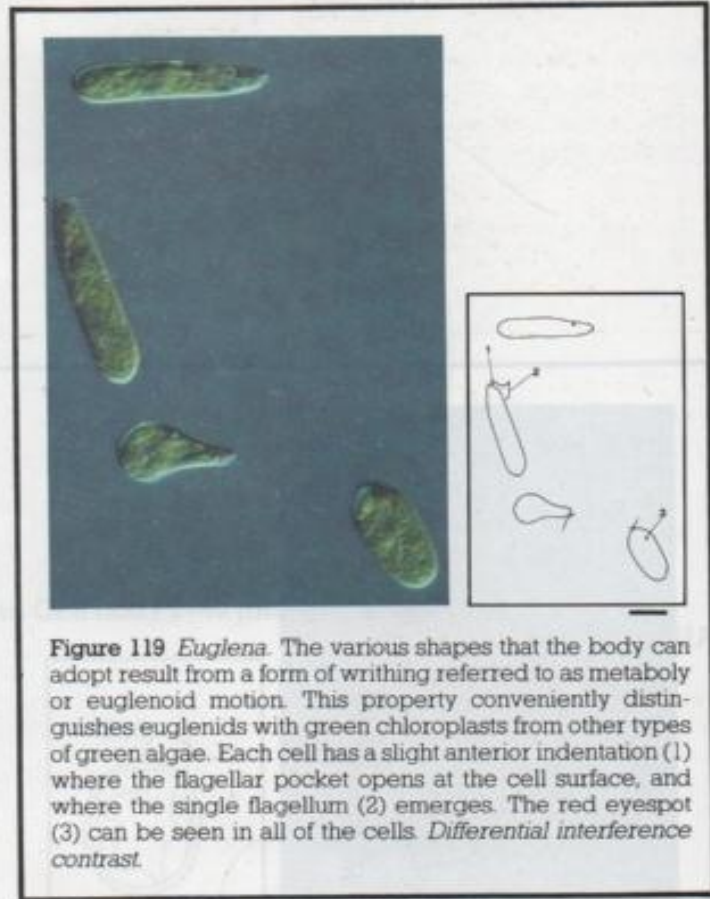 1
2
3
Figure 119 Euglena. The various shapes that the body can
adopt result from a form of writhing referred to as metaboly
or euglenoid motion. This property conveniently distin-
guishes euglenids with green chloroplasts from other types
of green algae. Each cell has a slight anterior indentation (1)
where the flagellar pocket opens at the cell surface, and
where the single flagellum (2) emerges. The red eyespot
(3) can be seen in all of the cells. Differential interference
contrast.